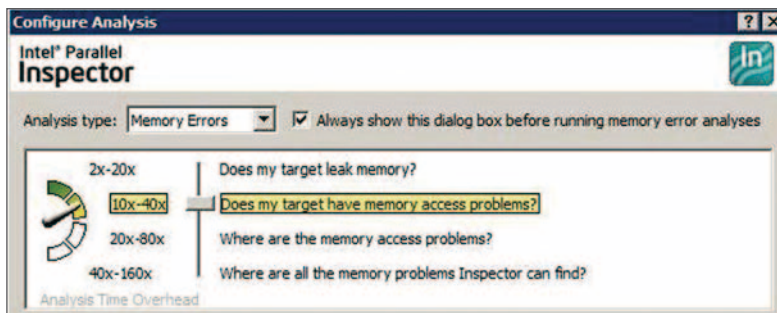 Configure Analysis
Intel® Parallel
Inspector
In
Analysis type: Memory Errors Always show this dialog box before running memory error analyses
2x-20x Does my target leak memory?
10x-40x Does my target have memory access problems?
20x-80x Where are the memory access problems?
40x-160x Where are all the memory problems Inspector can find?
Analysis Time Overhead